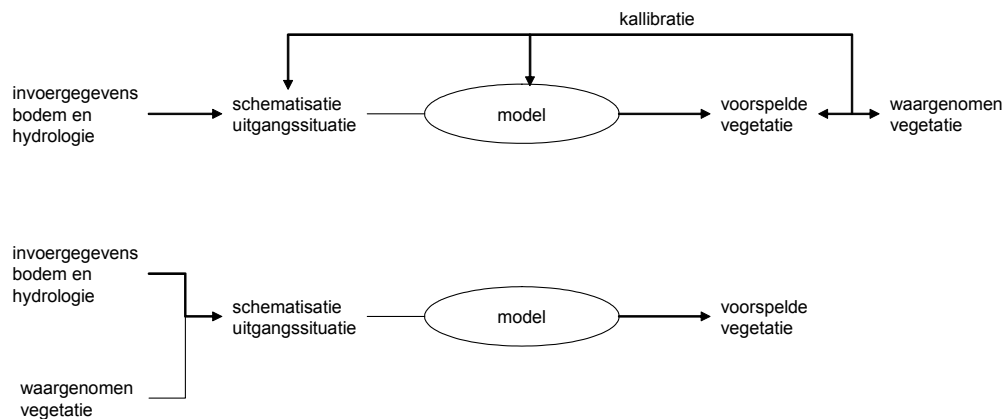 kallibratie
invoergegevens
bodem en
hydrologie
schematisatie
uitgangssituatie
model
voorspelde
vegetatie
waargenomen
vegetatie
invoergegevens
bodem en
hydrologie
schematisatie
uitgangssituatie
model
voorspelde
vegetatie
waargenomen
vegetatie